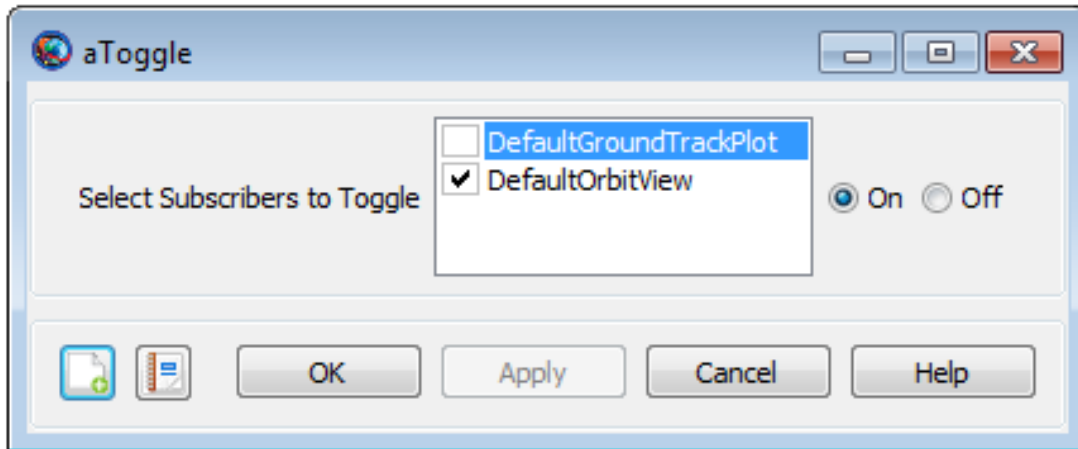 aToggle
DefaultGroundTrackPlot
Select Subscribers to Toggle DefaultOrbitView On Off
OK Apply Cancel Help